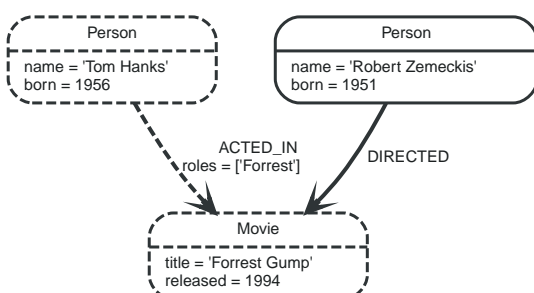 Person
name = 'Tom Hanks'
born = 1956
Person
name = 'Robert Zemeckis'
born = 1951
ACTED_IN
roles = ['Forrest']
DIRECTED
Movie
title = 'Forrest Gump'
released = 1994